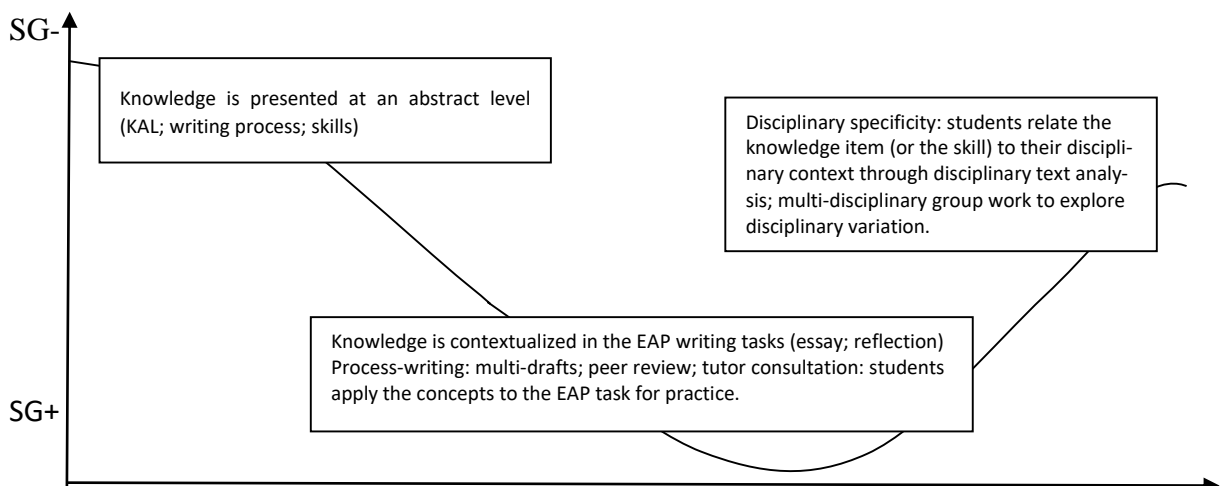 SG-
Knowledge is presented at an abstract level
(KAL; writing process; skills)
Disciplinary specificity: students relate the
knowledge item (or the skill) to their discipli-
nary context through disciplinary text analy-
sis; multi-disciplinary group work to explore
disciplinary variation.
Knowledge is contextualized in the EAP writing tasks (essay; reflection)
Process-writing: multi-drafts; peer review; tutor consultation: students
apply the concepts to the EAP task for practice.
SG+